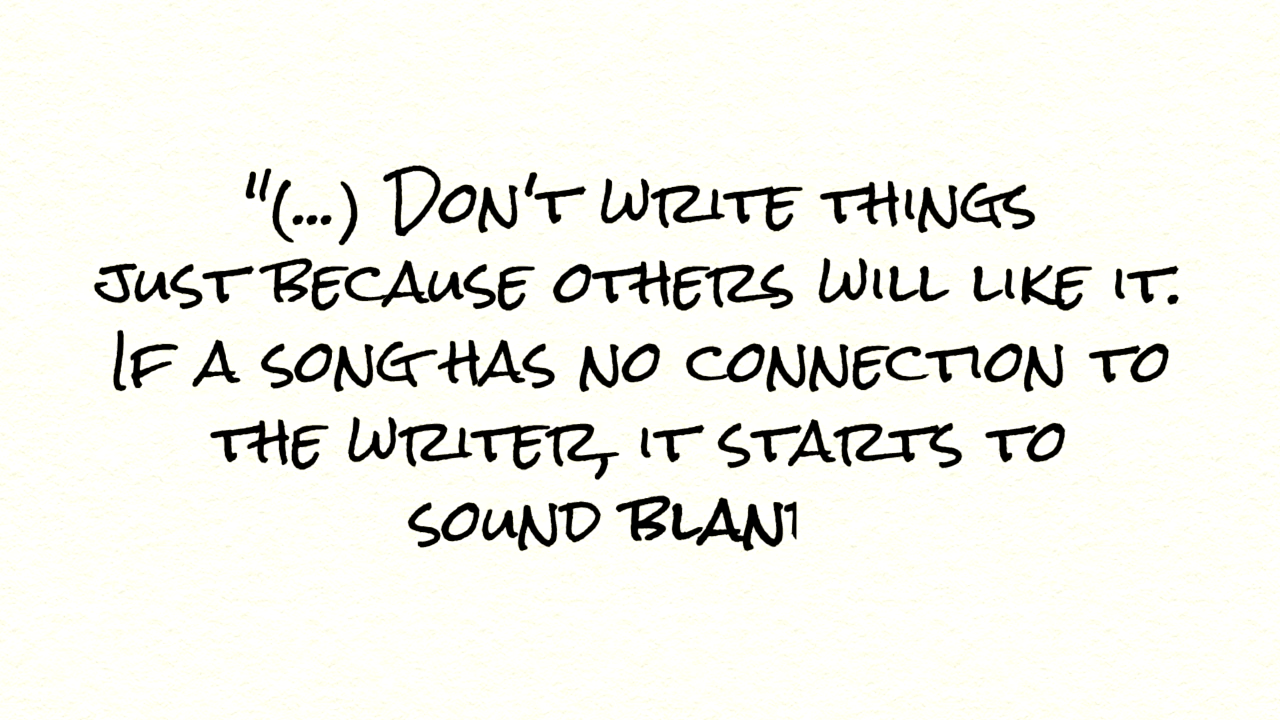 "(...) Don't write things
just because others will like it.
If a song has no connection to
the writer, it starts to
sound